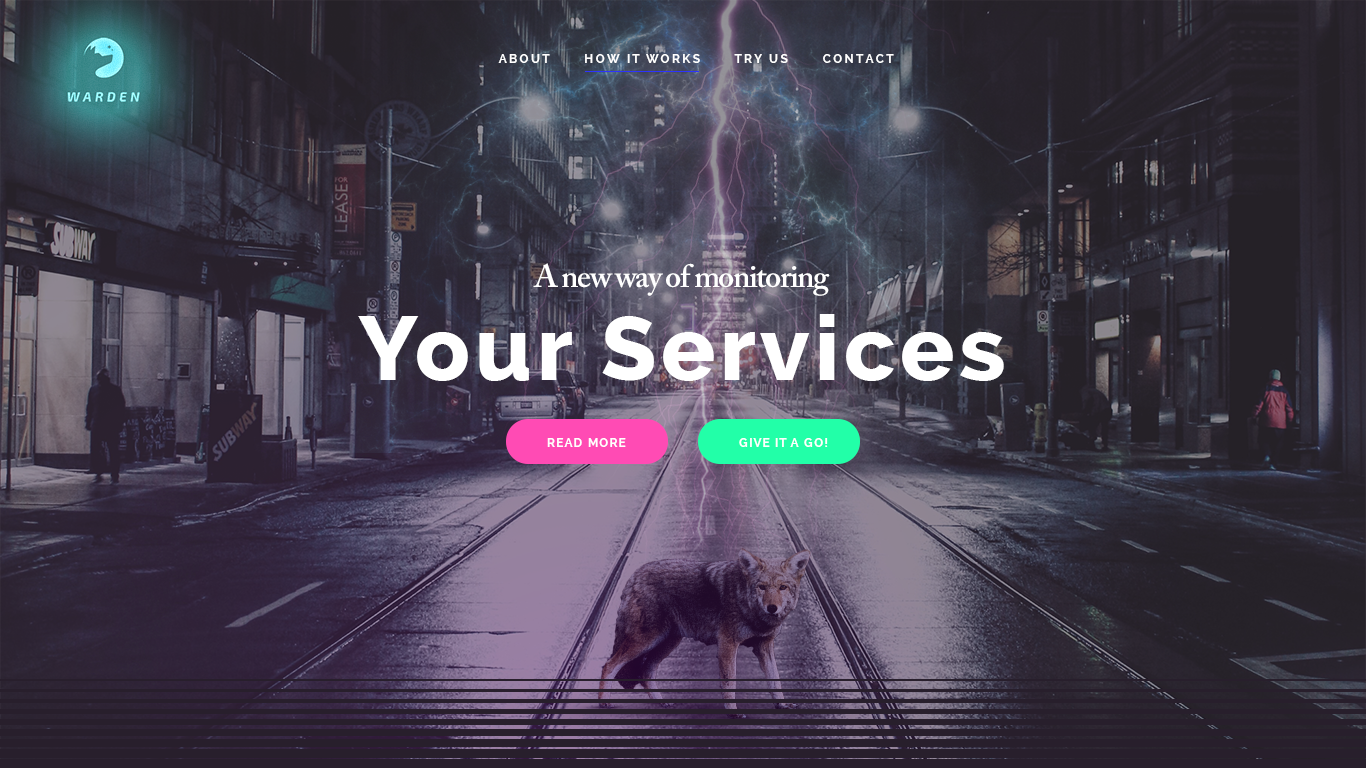 WARDEN
ABOUT HOW IT WORKS TRY US CONTACT
FOR
LEASE
SUBWAY
A new way of monitoring
Your Services
SUBWAY
READ MORE GIVE IT A GO!